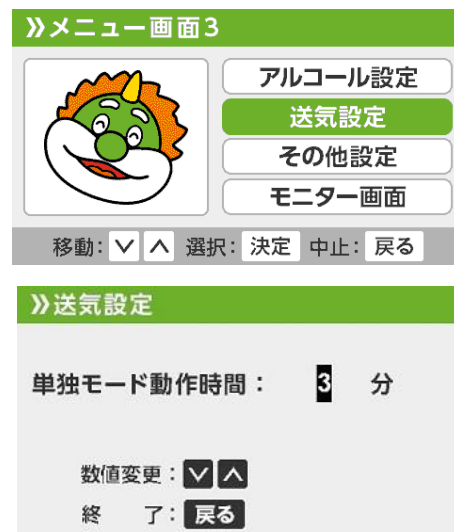 》メニュー画面3
アルコール設定
送気設定
その他設定
モニター画面
移動: ∨ ∧ 選択: 決定 中止: 戻る
》送気設定
単独モード動作時間： 3 分
数値変更：∨ ∧
終　了：戻る